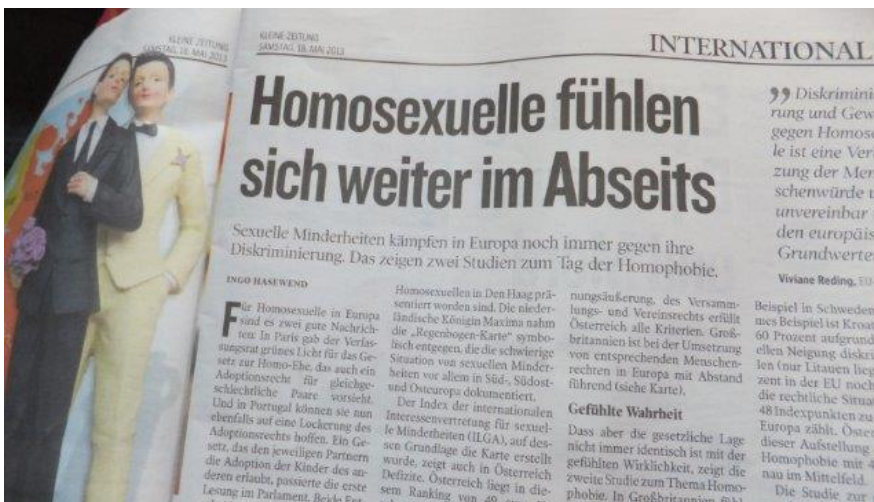 KLEINE ZEITUNG
SAMSTAG, 18. MAI 2013
KLEINE ZEITUNG
SAMSTAG, 18. MAI 2013
INTERNATIONAL
Homosexuelle fühlen
sich weiter im Abseits
Sexuelle Minderheiten kämpfen in Europa noch immer gegen ihre
Diskriminierung. Das zeigen zwei Studien zum Tag der Homophobie.
INGO HASEWEND
Für Homosexuelle in Europa
sind es zwei gute Nachrich-
ten: In Paris gab der Verfas-
sungsrat grünes Licht für das Ge-
setz zur Homo-Ehe, das auch ein
Adoptionsrecht für gleichge-
schlechtliche Paare vorsieht.
Und in Portugal können sie nun
ebenfalls auf eine Lockerung des
Adoptionsrechts hoffen. Ein Ge-
setz, das den jeweiligen Partnern
die Adoption der Kinder des an-
deren erlaubt, passierte die erste
Lesung im Parlament. Beide
Homosexuellen in Den Haag prä-
sentiert worden sind. Die nieder-
ländische Königin Maxima nahm
die „Regenbogen-Karte“ symbo-
lisch entgegen, die die schwierige
Situation von sexuellen Minder-
heiten vor allem in Süd-, Südost-
und Osteuropa dokumentiert.
Der Index der internationalen
Interessenvertretung für sexuel-
le Minderheiten (ILGA), auf des-
sen Grundlage die Karte erstellt
wurde, zeigt auch in Österreich
Defizite. Österreich liegt in die-
sem Ranking von 49
nungsäußerung, des Versamm-
lungs- und Vereinsrechts erfüllt
Österreich alle Kriterien. Groß-
britannien ist bei der Umsetzung
von entsprechenden Menschen-
rechten in Europa mit Abstand
führend (siehe Karte).
Gefühlte Wahrheit
Dass aber die gesetzliche Lage
nicht immer identisch ist mit der
gefühlten Wirklichkeit, zeigt die
zweite Studie zum Thema Homo-
phobie. In Großbritannien
„ Diskrimini
rung und Gew
gegen Homose
le ist eine Ver
zung der Men
schenwürde u
unvereinbar
den europäis
Grundwerte
Viviane Reding, EU-
Beispiel in Schweden
mes Beispiel ist Kroat
60 Prozent aufgrund
ellen Neigung diskri
len (nur Litauen lieg
zent in der EU noch
die rechtliche Situa
48 Indexpunkten zu
Europa zählt. Öster
dieser Aufstellung
Homophobie mit 4
nau im Mittelfeld.
Die Studie zur